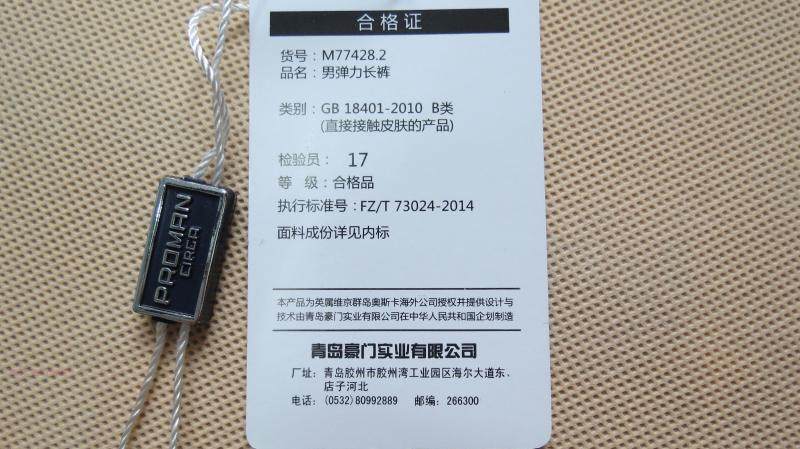 合格证
货号：M77428.2
品名：男弹力长裤
类别：GB 18401-2010 B类
(直接接触皮肤的产品)
检验员： 17
等 级：合格品
执行标准号：FZ/T 73024-2014
面料成份详见内标
本产品为英属维京群岛奥斯卡海外公司授权并提供设计与
技术由青岛豪门实业有限公司在中华人民共和国企划制造
青岛豪门实业有限公司
厂址：青岛胶州市胶州湾工业园区海尔大道东、
店子河北
电话：(0532)80992889 邮编：266300
PROMAN
CIRCA